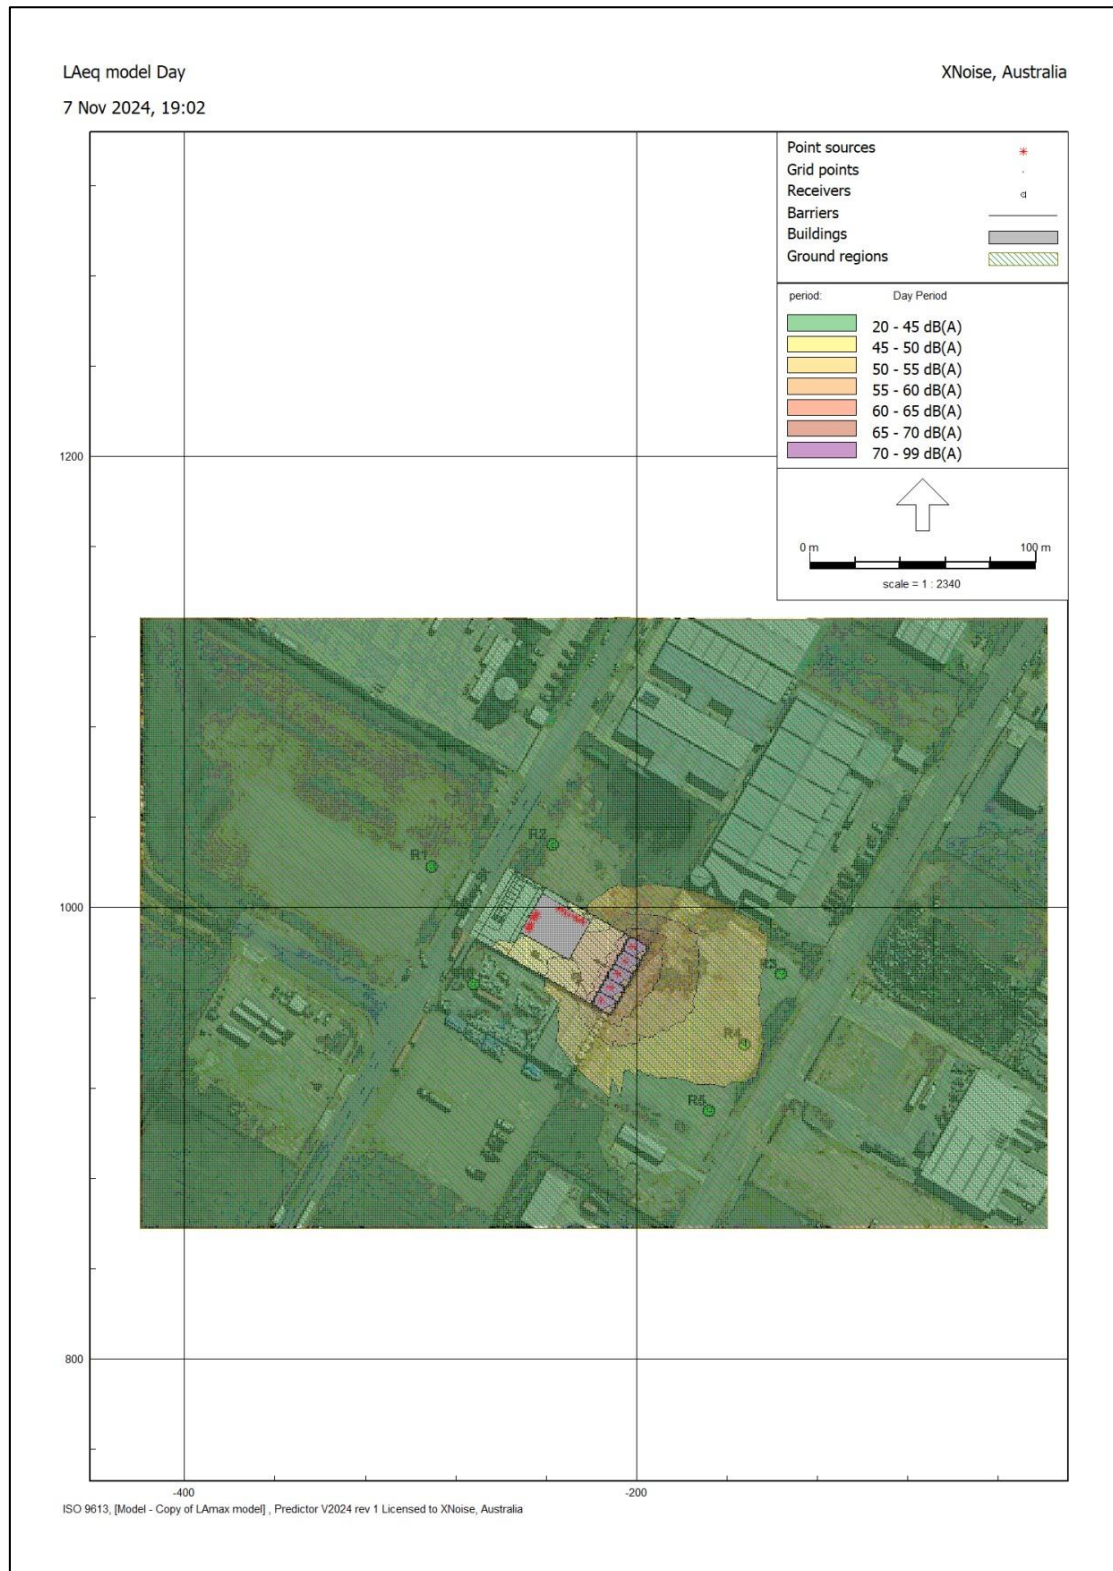 LAeq model Day
XNoise, Australia
7 Nov 2024, 19:02
Point sources
Grid points
Receivers
Barriers
Buildings
Ground regions
period:
Day Period
20 - 45 dB(A)
45 - 50 dB(A)
50 - 55 dB(A)
55 - 60 dB(A)
60 - 65 dB(A)
65 - 70 dB(A)
70 - 99 dB(A)
0 m
100 m
scale = 1 : 2340
1200
R2
R1
1000
R3
R4
R5
800
-400
-200
ISO 9613, [Model - Copy of LAmax model] , Predictor V2024 rev 1 Licensed to XNoise, Australia